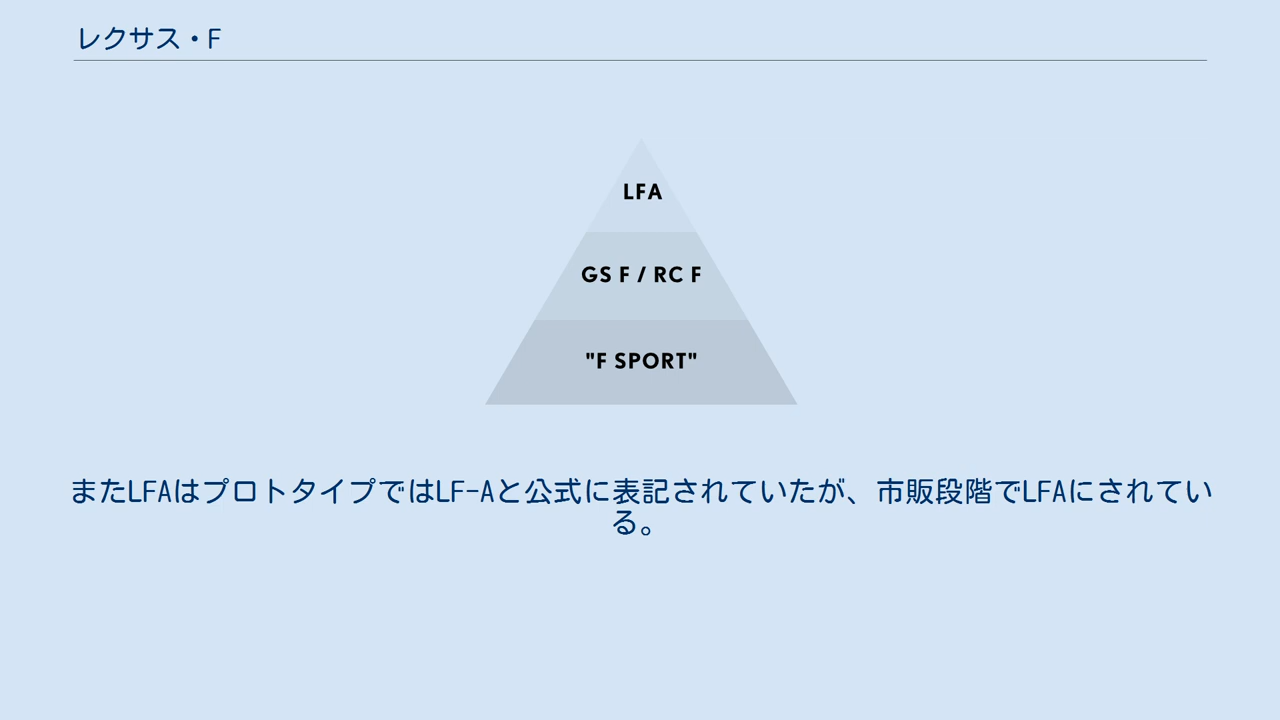 レクサス・F
LFA
GS F / RC F
"F SPORT"
またLFAはプロトタイプではLF-Aと公式に表記されていたが、市販段階でLFAにされてい
る。